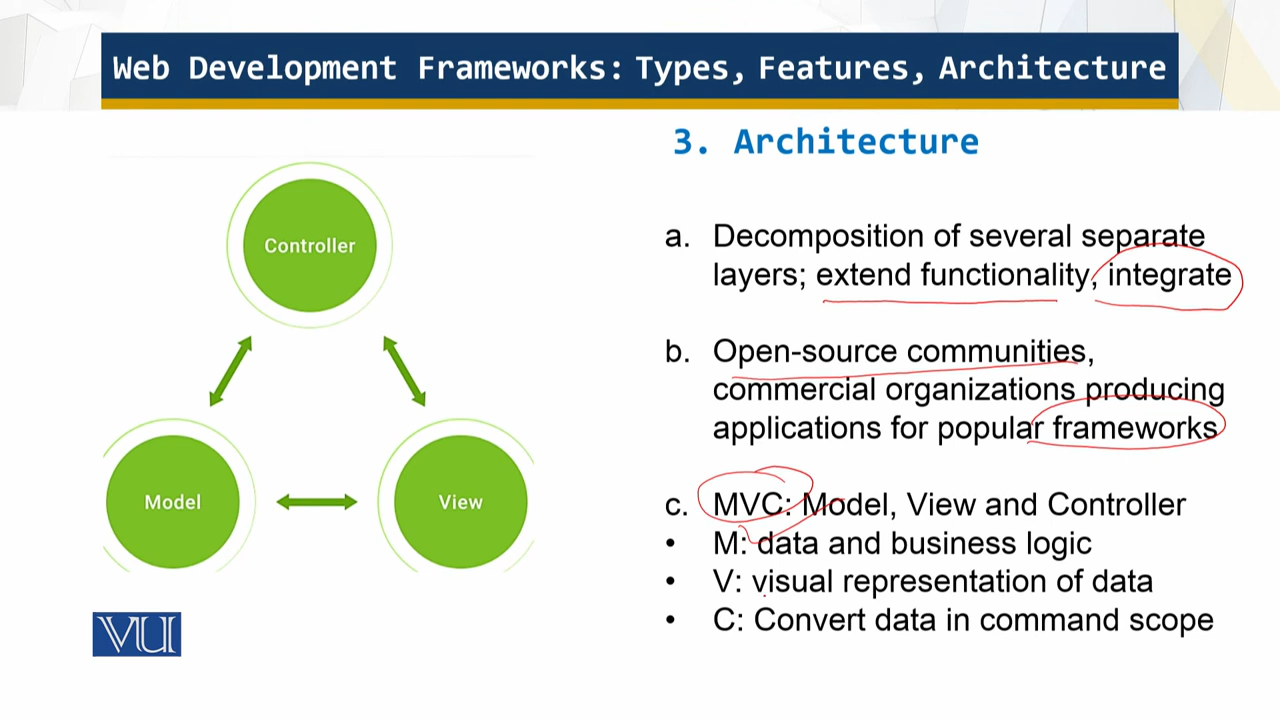 Web Development Frameworks: Types, Features, Architecture
3. Architecture
Controller
Model
View
a. Decomposition of several separate
layers; extend functionality, integrate
b. Open-source communities,
commercial organizations producing
applications for popular frameworks
c. MVC: Model, View and Controller
• M: data and business logic
• V: visual representation of data
• C: Convert data in command scope
VU